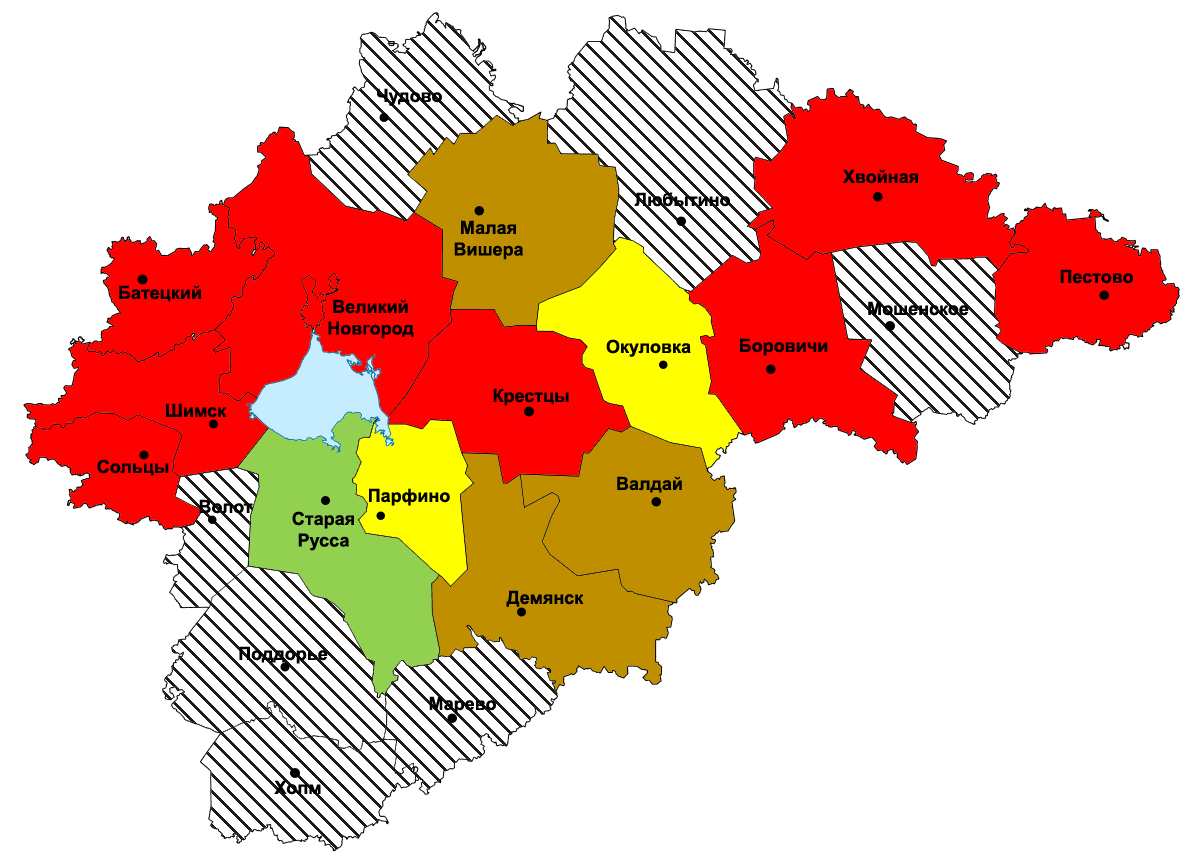 Чудово
Хвойная
Любытино
Малая
Вишера
Пестово
Батецкий
Великий
Новгород
Мошенское
Окуловка
Боровичи
Крестцы
Шимск
Сольцы
Валдай
Парфино
Волот
Старая
Русса
Демянск
Поддорье
Марево
Холм